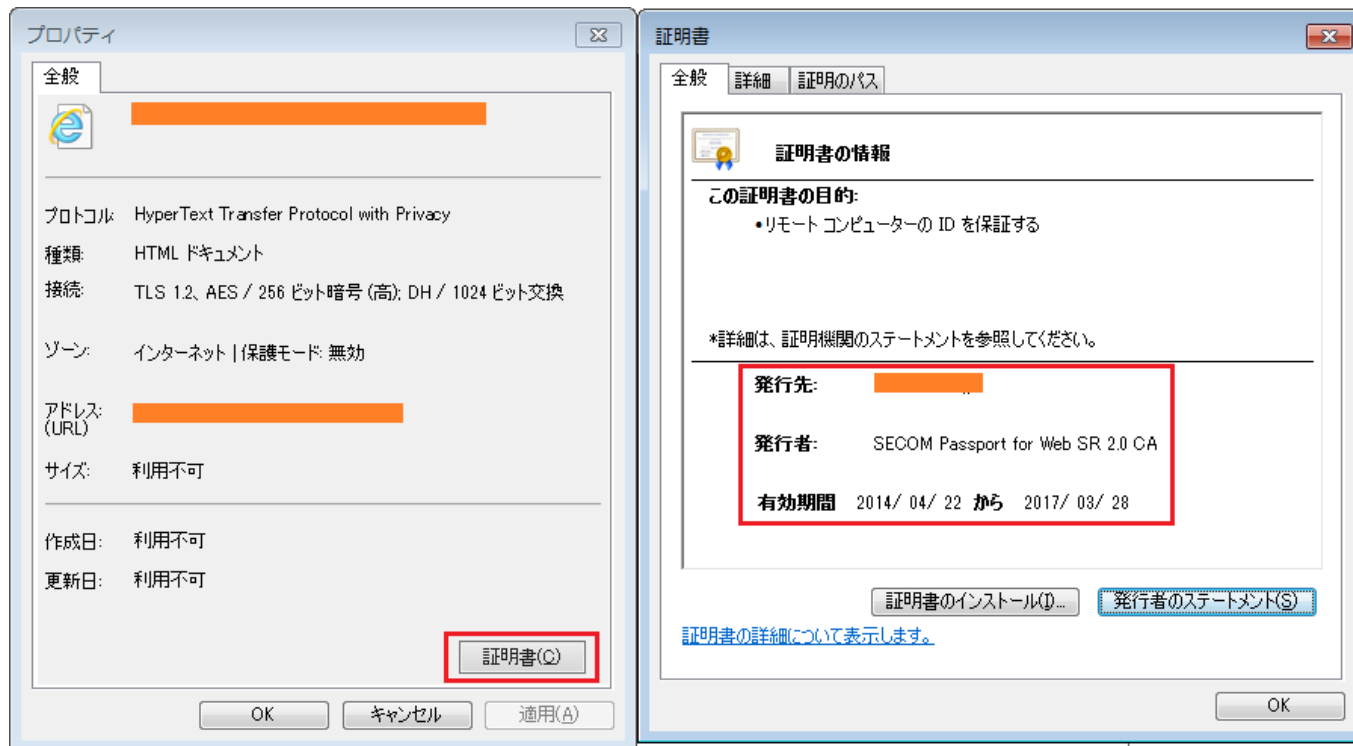 プロパティ
全般
プロトコル: HyperText Transfer Protocol with Privacy
種類: HTML ドキュメント
接続: TLS 1.2、AES / 256 ビット暗号 (高); DH / 1024 ビット交換
ゾーン: インターネット | 保護モード: 無効
アドレス:
(URL)
サイズ: 利用不可
作成日: 利用不可
更新日: 利用不可
証明書(C)
OK キャンセル 適用(A)
証明書
全般 詳細 証明のパス
証明書の情報
この証明書の目的:
•リモート コンピューターの ID を保証する
*詳細は、証明機関のステートメントを参照してください。
発行先:
発行者: SECOM Passport for Web SR 2.0 CA
有効期間 2014/ 04/ 22 から 2017/ 03/ 28
証明書のインストール(I)... 発行者のステートメント(S)
証明書の詳細について表示します。
OK